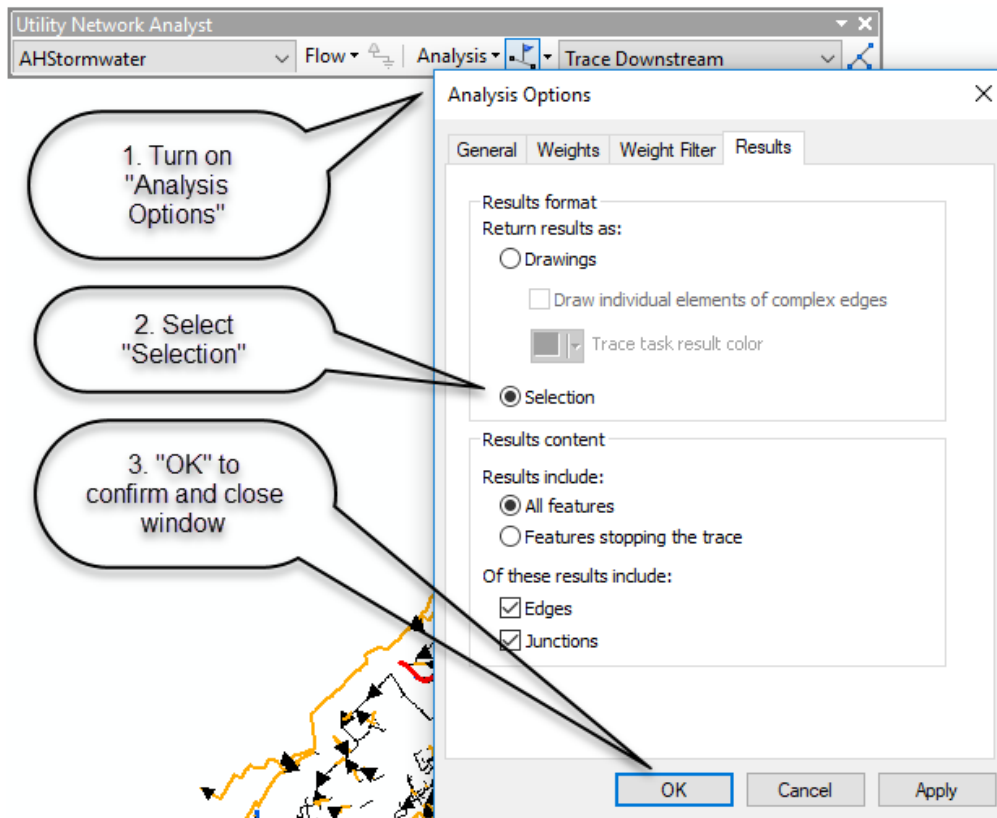 Utility Network Analyst
AHStormwater
Flow
Analysis
Trace Downstream
Analysis Options
General
Weights
Weight Filter
Results
1. Turn on
"Analysis
Options"
Results format
Return results as:
Drawings
Draw individual elements of complex edges
Trace task result color
2. Select
"Selection"
Selection
Results content
Results include:
All features
Features stopping the trace
3. "OK" to
confirm and close
window
Of these results include:
Edges
Junctions
OK
Cancel
Apply